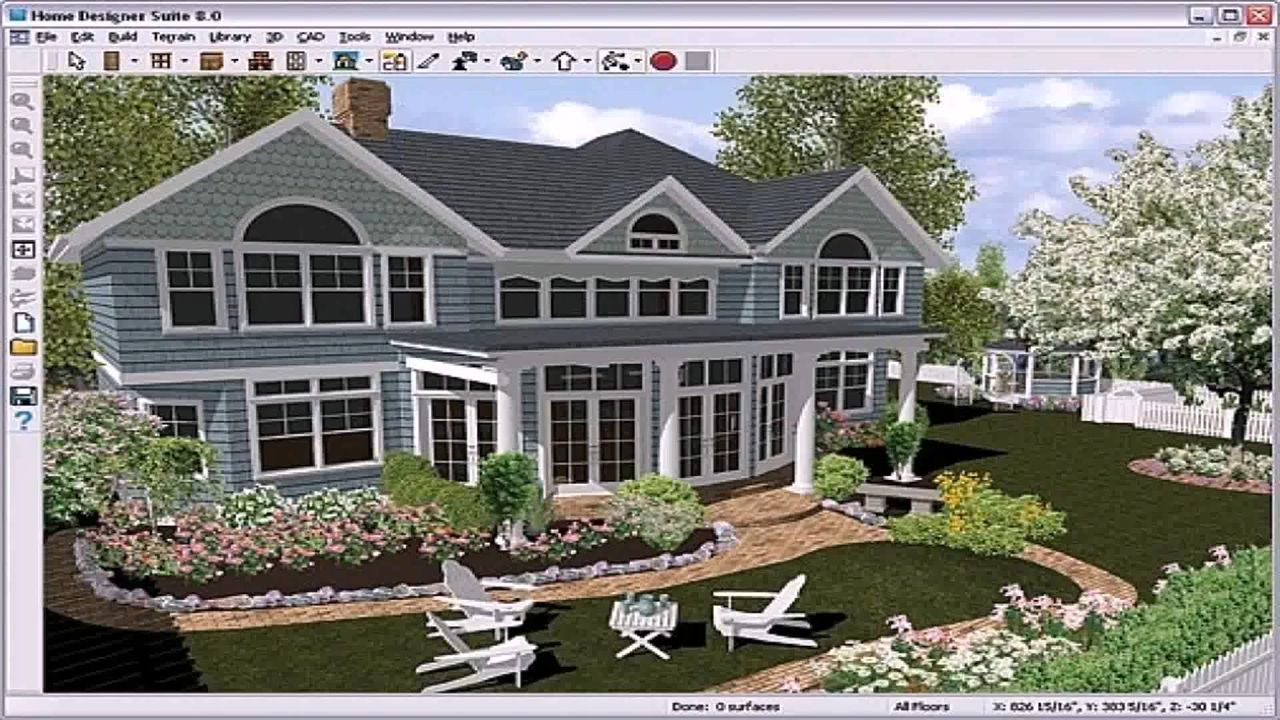 Home Designer Suite 8.0
File Edit Build Terrain Library 3D CAD Tools Window Help
Done: 0 surfaces All Floors X: 826 15/16", Y: 383 5/16", Z: -30 1/4"